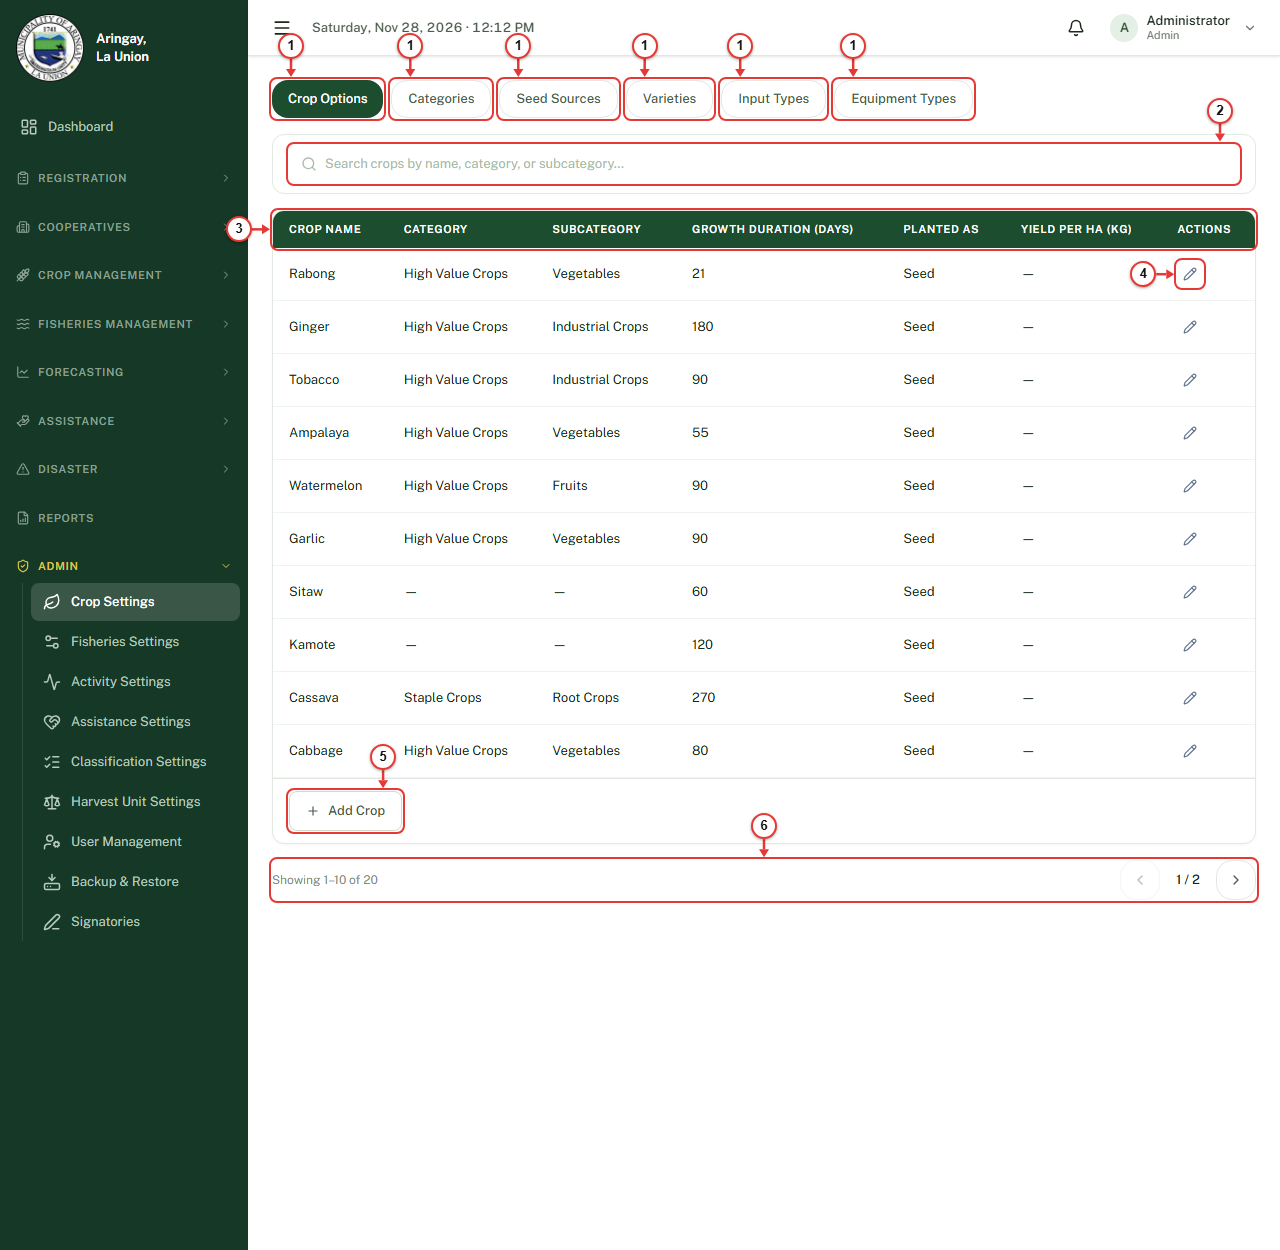 MUNICIPALITY OF ARINGAY
1741
LA UNION
Aringay,
La Union
Saturday, Nov 28, 2026 · 12:12 PM
A
Administrator
Admin
Dashboard
REGISTRATION
COOPERATIVES
CROP MANAGEMENT
FISHERIES MANAGEMENT
FORECASTING
ASSISTANCE
DISASTER
REPORTS
ADMIN
Crop Settings
Fisheries Settings
Activity Settings
Assistance Settings
Classification Settings
Harvest Unit Settings
User Management
Backup & Restore
Signatories
1 1 1 1 1 1
Crop Options Categories Seed Sources Varieties Input Types Equipment Types
2
Search crops by name, category, or subcategory...
3
CROP NAME CATEGORY SUBCATEGORY GROWTH DURATION (DAYS) PLANTED AS YIELD PER HA (KG) ACTIONS
Rabong High Value Crops Vegetables 21 Seed — 4
Ginger High Value Crops Industrial Crops 180 Seed —
Tobacco High Value Crops Industrial Crops 90 Seed —
Ampalaya High Value Crops Vegetables 55 Seed —
Watermelon High Value Crops Fruits 90 Seed —
Garlic High Value Crops Vegetables 90 Seed —
Sitaw — — 60 Seed —
Kamote — — 120 Seed —
Cassava Staple Crops Root Crops 270 Seed —
Cabbage High Value Crops Vegetables 80 Seed —
5
+ Add Crop
6
Showing 1–10 of 20 1 / 2